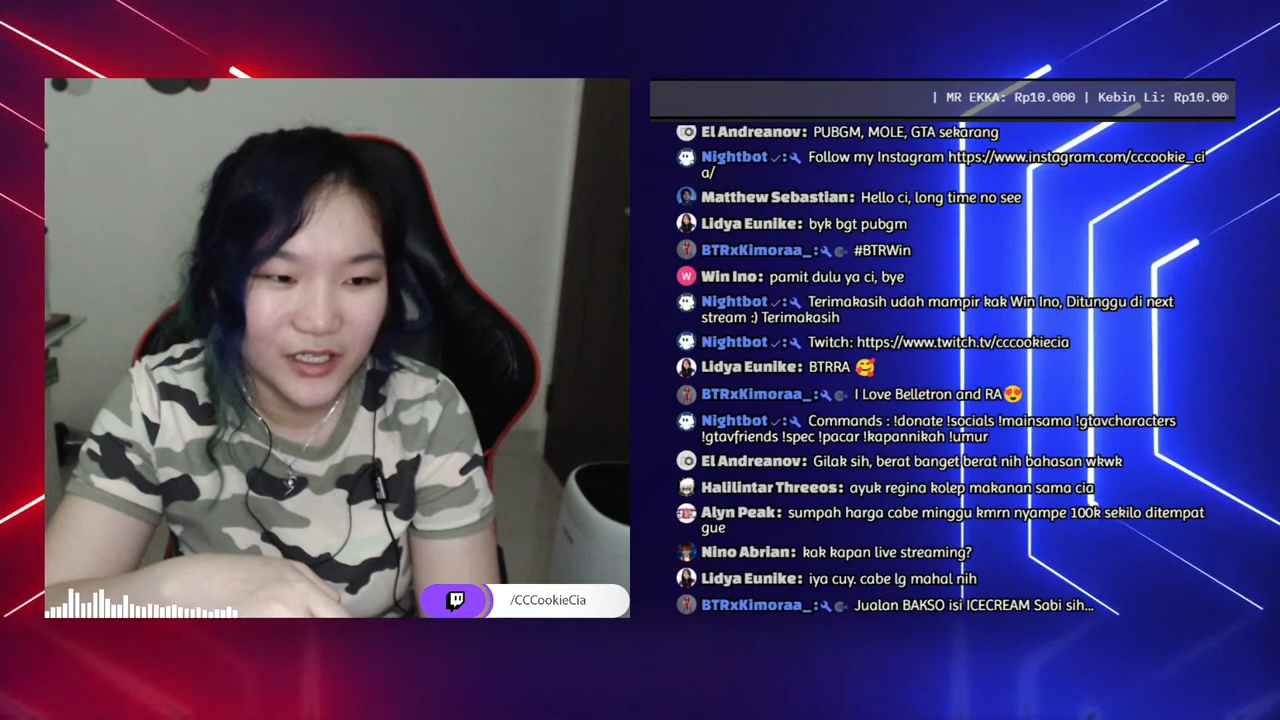 | MR EKKA: Rp10.000 | Kebin Li: Rp10.00
El Andreanov: PUBGM, MOLE, GTA sekarang
Nightbot: Follow my Instagram https://www.instagram.com/cccookie_ci
a/
Matthew Sebastian: Hello ci, long time no see
Lidya Eunike: byk bgt pubgm
BTRxKimoraa_: #BTRWin
W Win Ino: pamit dulu ya ci, bye
Nightbot: Terimakasih udah mampir kak Win Ino, Ditunggu di next
stream :) Terimakasih
Nightbot: Twitch: https://www.twitch.tv/cccookiecia
Lidya Eunike: BTRRA 🥰
BTRxKimoraa_: I Love Belletron and RA😍
Nightbot: Commands : !donate !socials !mainsama !gtavcharacters
!gtavfriends !spec !pacar !kapannikah !umur
El Andreanov: Gilak sih, berat banget berat nih bahasan wkwk
Halilintar Threeos: ayuk regina kolep makanan sama cia
Alyn Peak: sumpah harga cabe minggu kmrn nyampe 100k sekilo ditempat
gue
Nino Abrian: kak kapan live streaming?
Lidya Eunike: iya cuy. cabe lg mahal nih
BTRxKimoraa_: Jualan BAKSO isi ICECREAM Sabi sih...
/CCCookieCia